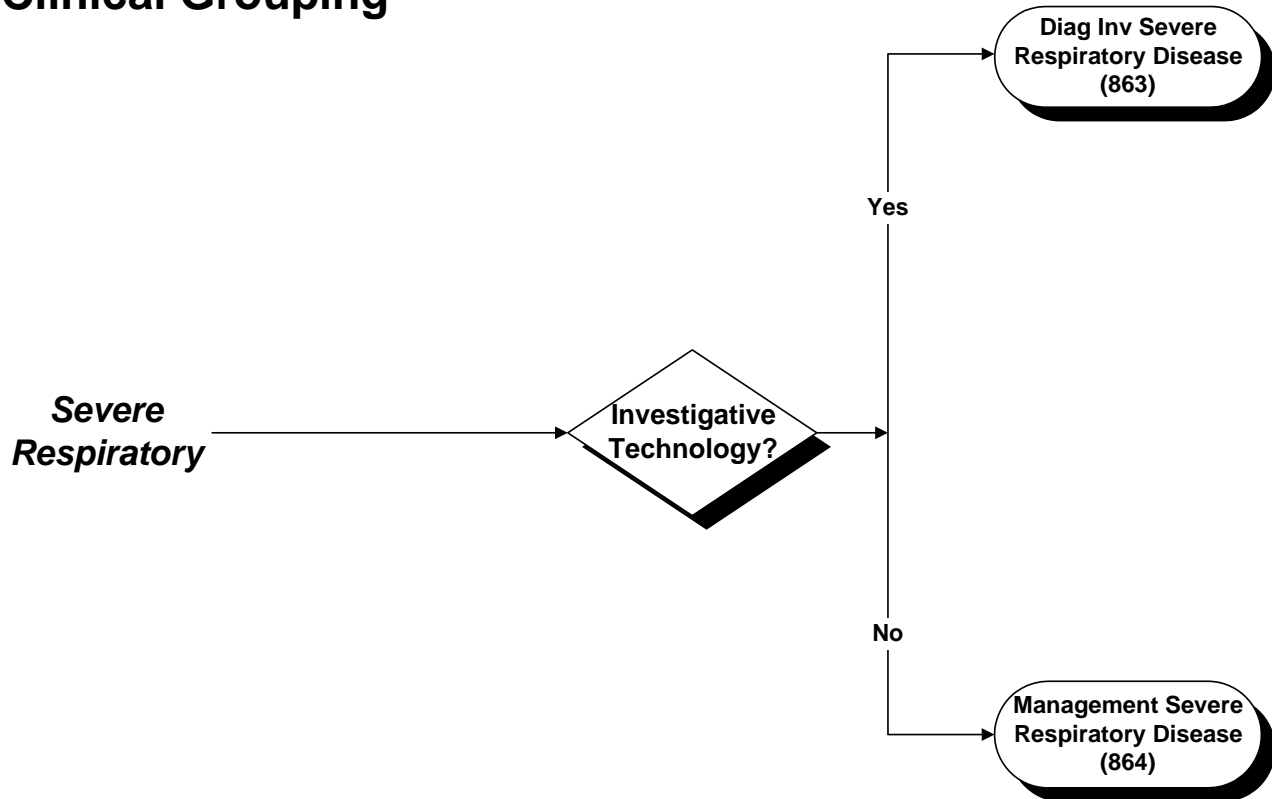 Clinical Grouping
Diag Inv Severe
Respiratory Disease
(863)
Yes
Severe
Respiratory
Investigative
Technology?
No
Management Severe
Respiratory Disease
(864)